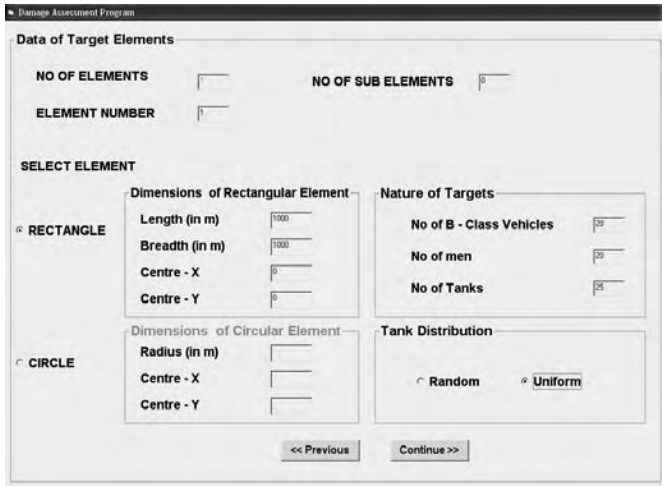 Damage Assessment Program
Data of Target Elements
NO OF ELEMENTS
NO OF SUB ELEMENTS 0
ELEMENT NUMBER 1
SELECT ELEMENT
Dimensions of Rectangular Element
Nature of Targets
RECTANGLE
Length (in m) 1000
Breadth (in m) 1000
Centre - X 0
Centre - Y 0
No of B - Class Vehicles 20
No of men 20
No of Tanks 25
Dimensions of Circular Element
Tank Distribution
CIRCLE
Radius (in m)
Centre - X
Centre - Y
Random
Uniform
<< Previous
Continue >>